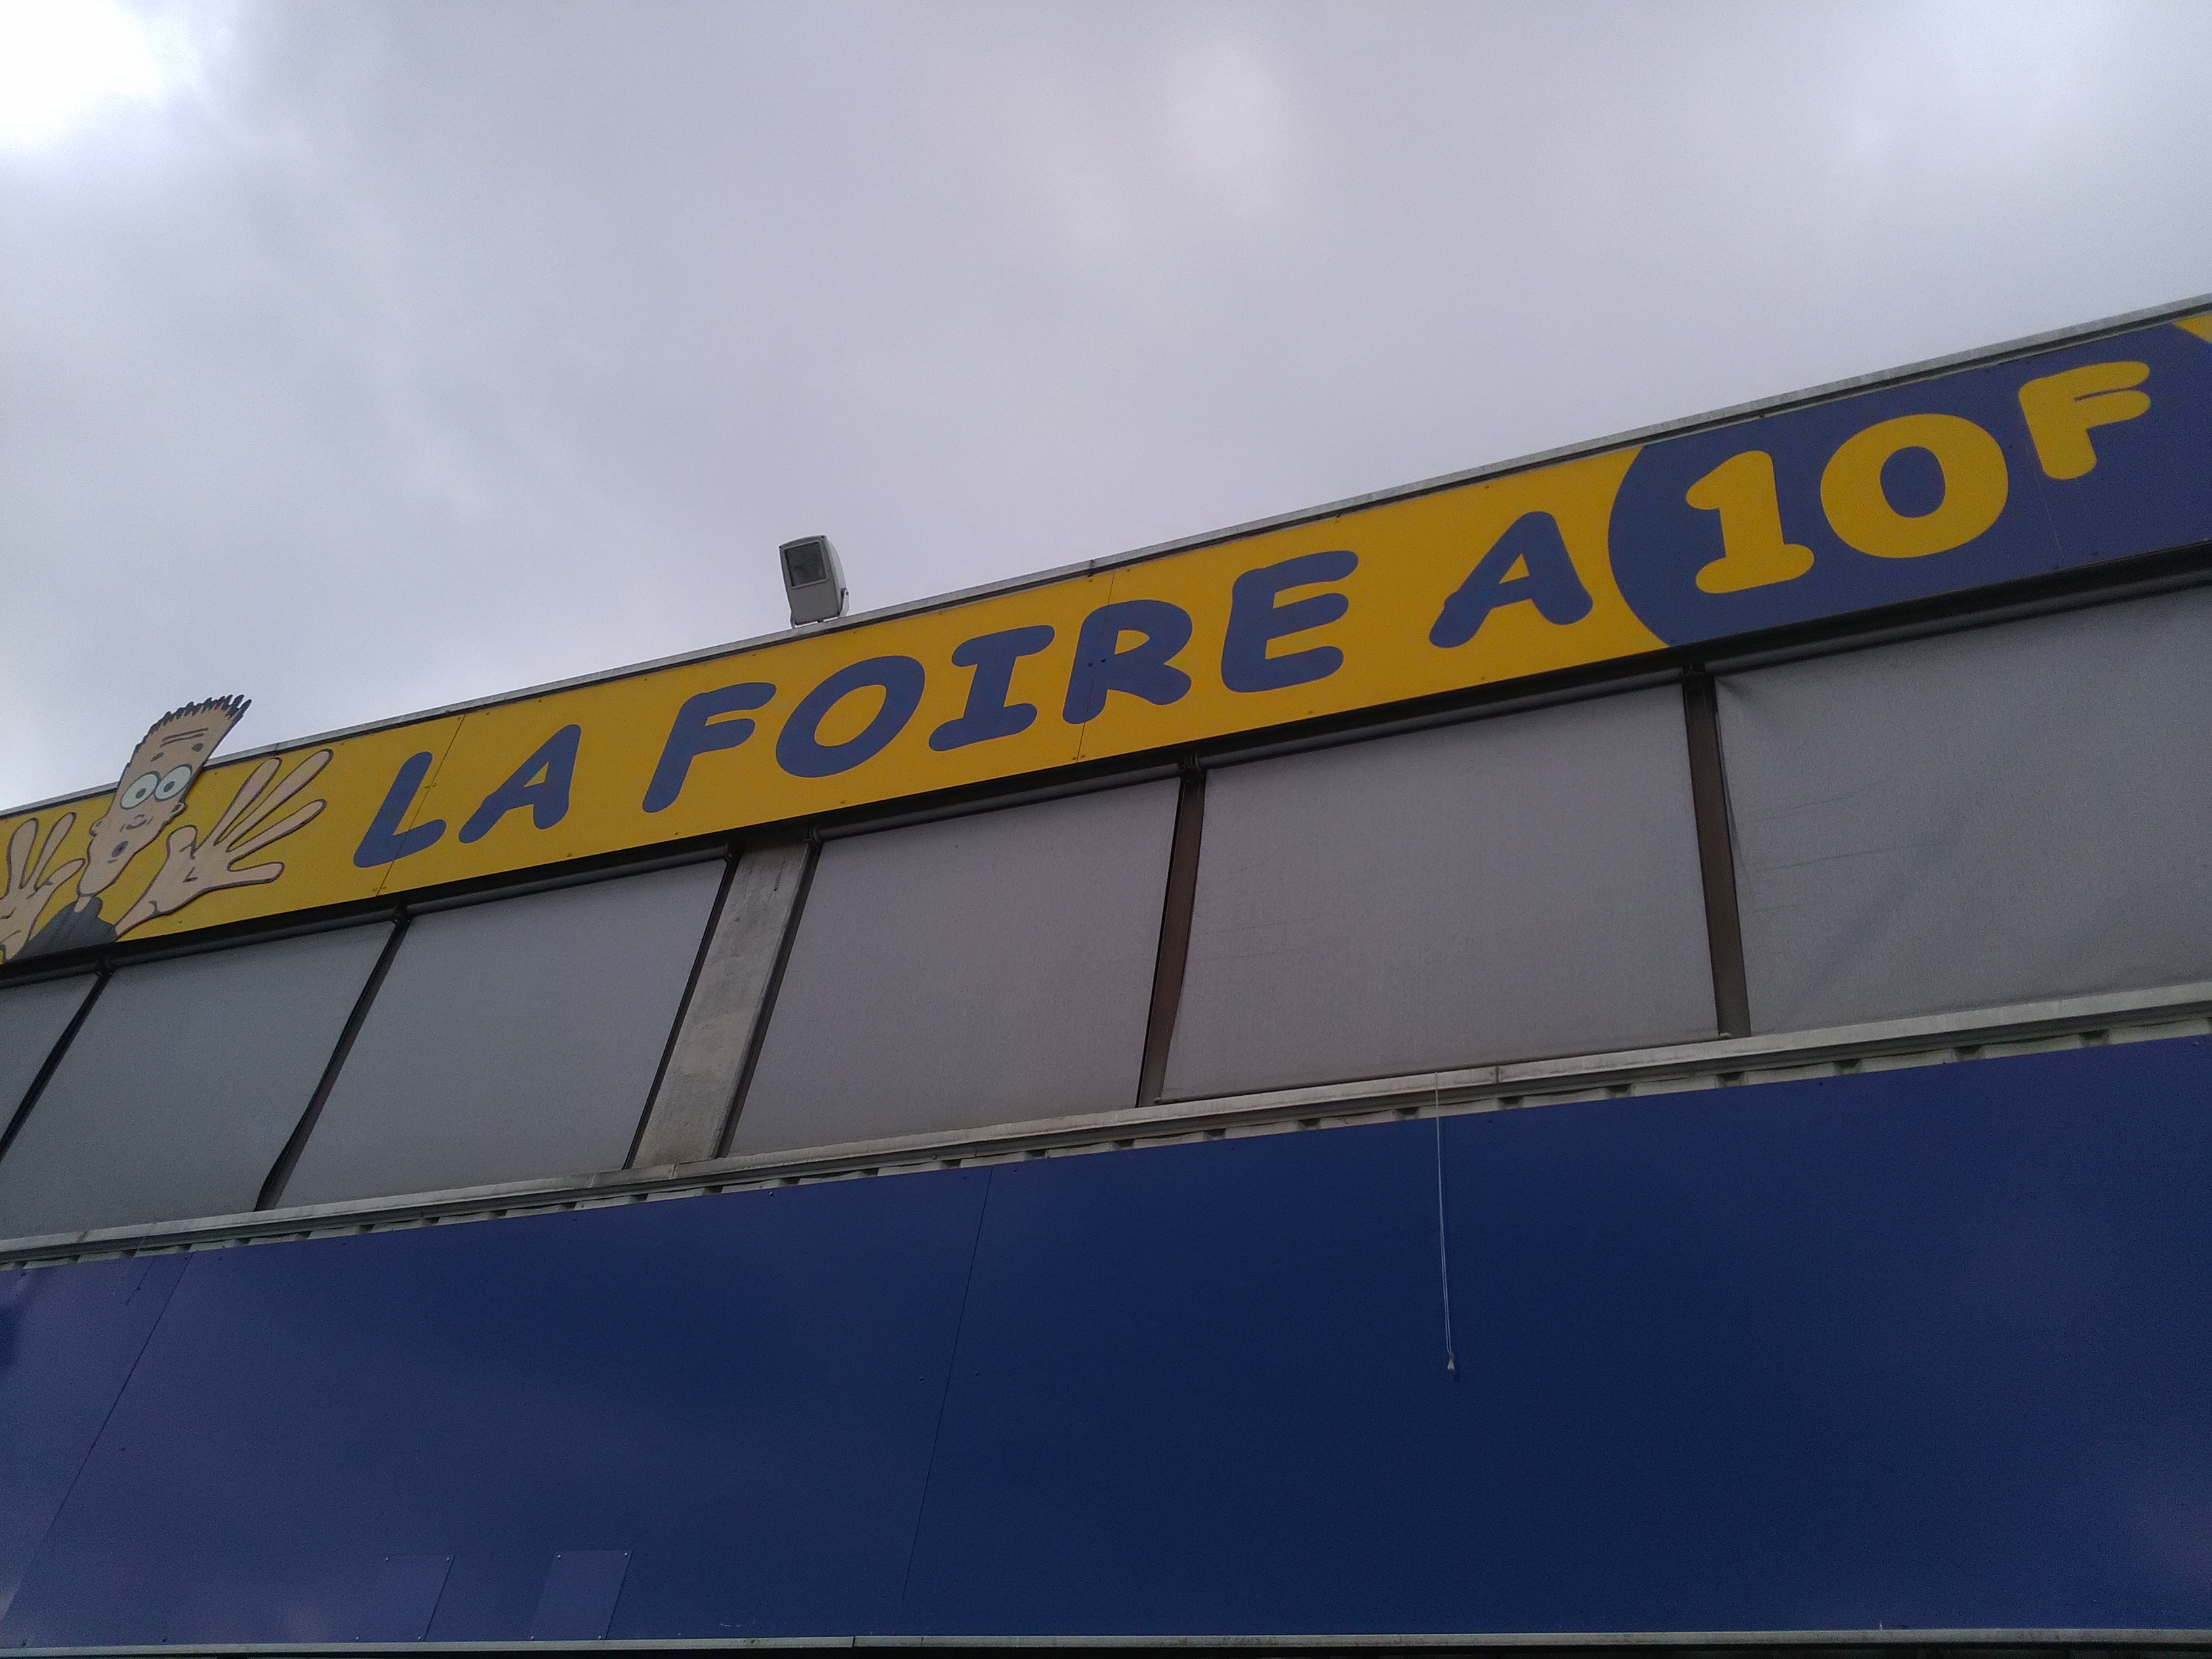 LA FOIRE A 10F